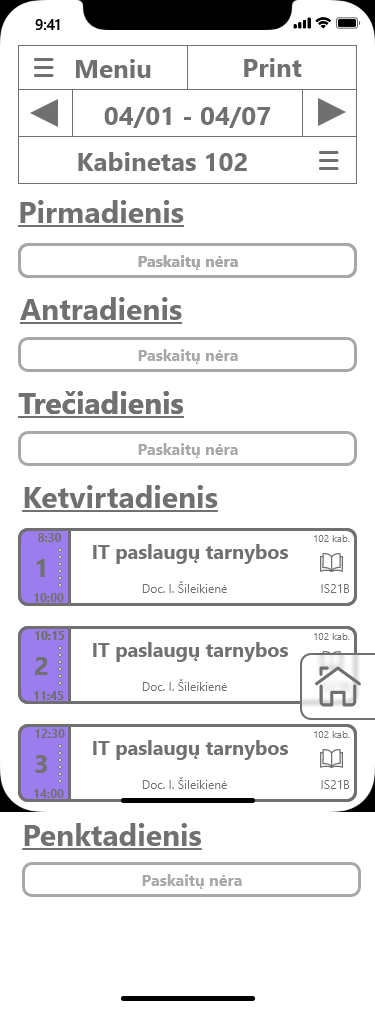 9:41
Meniu
Print
04/01 - 04/07
Kabinetas 102
Pirmadienis
Paskaitų nėra
Antradienis
Paskaitų nėra
Trečiadienis
Paskaitų nėra
Ketvirtadienis
8:30
1
10:00
IT paslaugų tarnybos
Doc. I. Šileikienė
102 kab.
IS21B
10:15
2
11:45
IT paslaugų tarnybos
Doc. I. Šileikienė
102 kab.
12:30
3
14:00
IT paslaugų tarnybos
Doc. I. Šileikienė
102 kab.
IS21B
Penktadienis
Paskaitų nėra